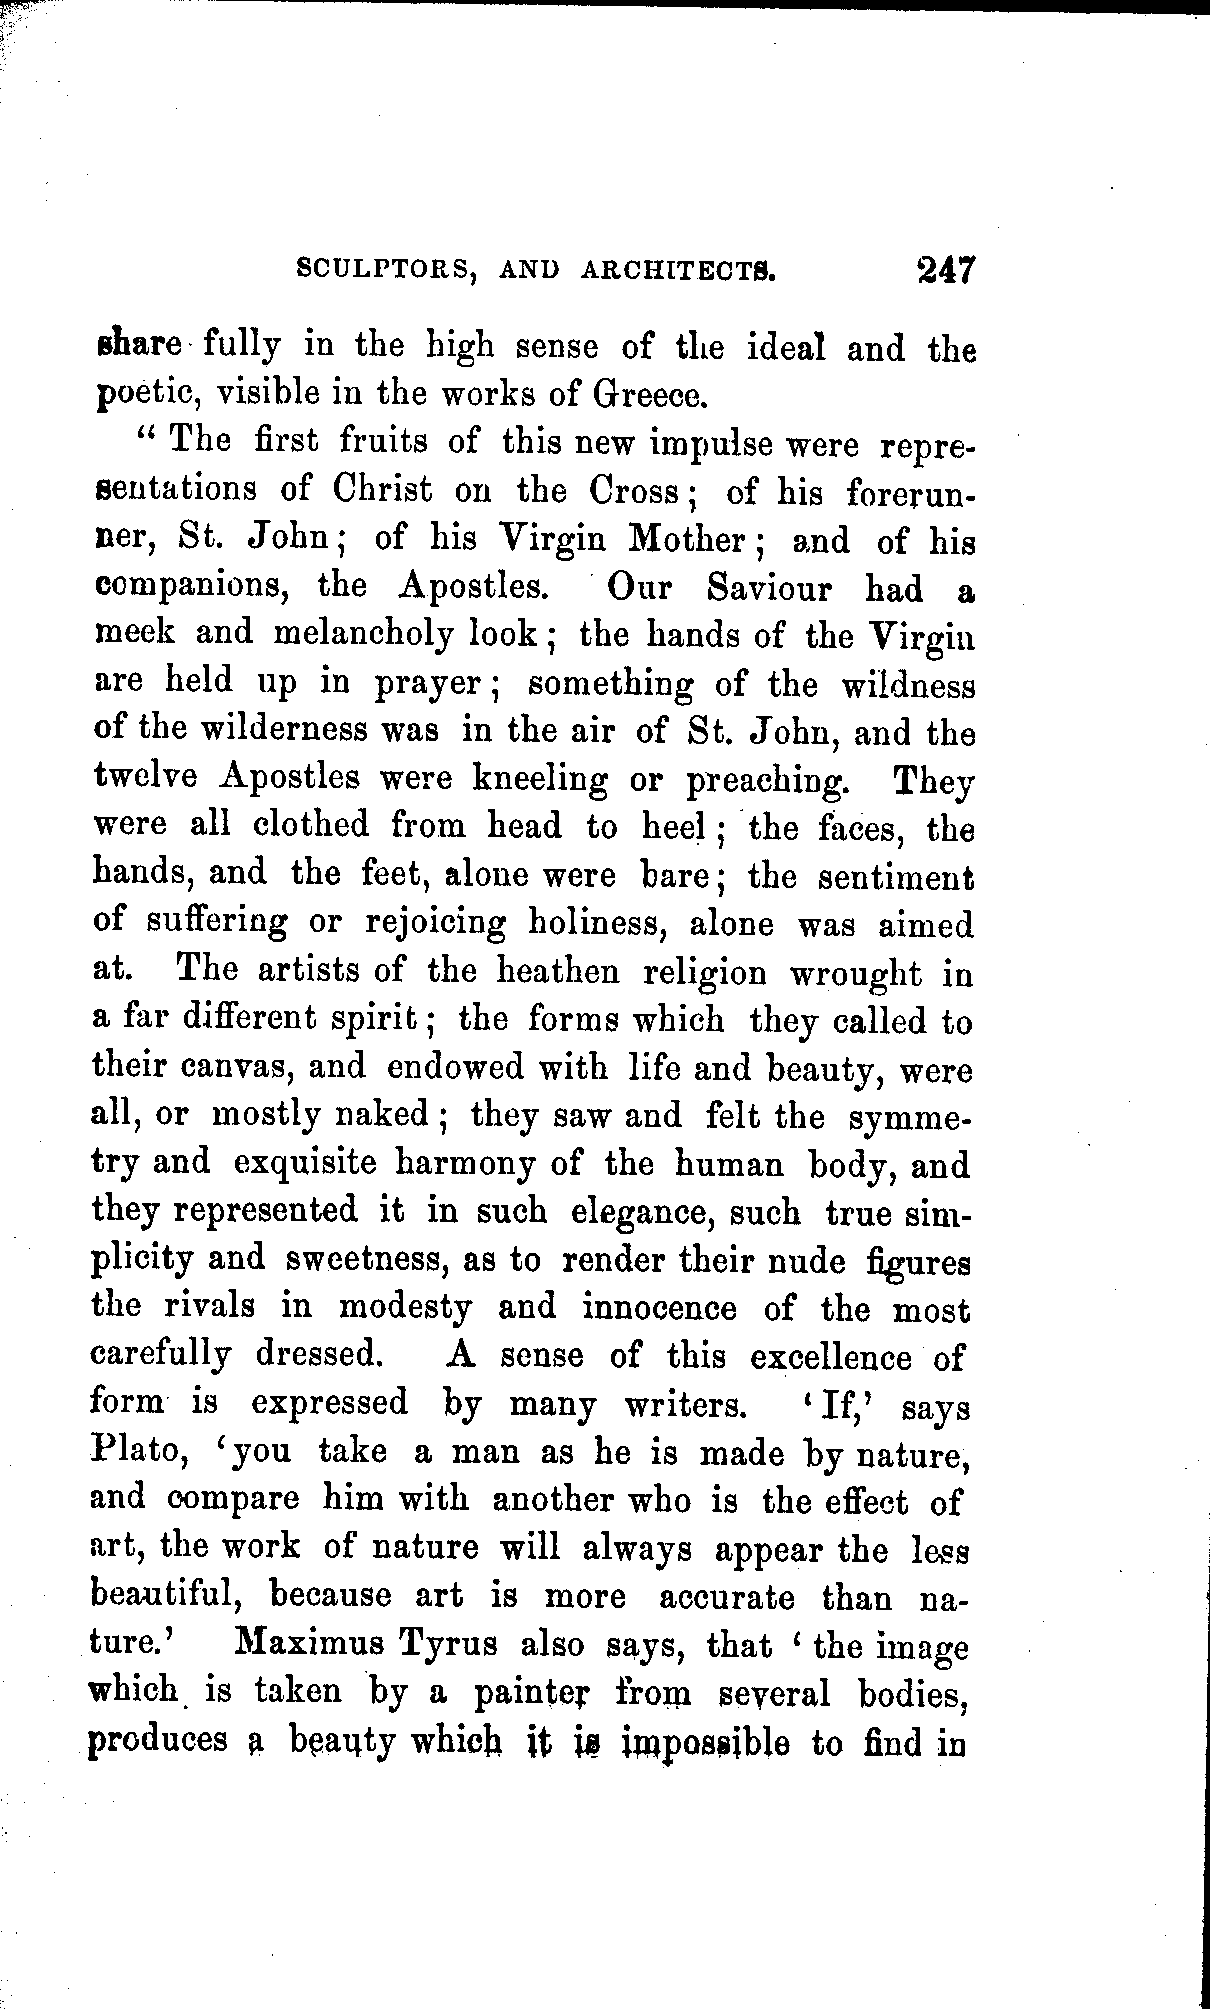 SCULPTORS, AND ARCHITECTS. 247
share fully in the high sense of the ideal and the
poetic, visible in the works of Greece.
“ The first fruits of this new impulse were repre-
sentations of Christ on the Cross; of his forerun-
ner, St. John; of his Virgin Mother; and of his
companions, the Apostles. Our Saviour had a
meek and melancholy look; the hands of the Virgin
are held up in prayer; something of the wildness
of the wilderness was in the air of St. John, and the
twelve Apostles were kneeling or preaching. They
were all clothed from head to heel; the faces, the
hands, and the feet, alone were bare; the sentiment
of suffering or rejoicing holiness, alone was aimed
at. The artists of the heathen religion wrought in
a far different spirit; the forms which they called to
their canvas, and endowed with life and beauty, were
all, or mostly naked; they saw and felt the symme-
try and exquisite harmony of the human body, and
they represented it in such elegance, such true sim-
plicity and sweetness, as to render their nude figures
the rivals in modesty and innocence of the most
carefully dressed. A sense of this excellence of
form is expressed by many writers. ‘ If,’ says
Plato, ‘you take a man as he is made by nature,
and compare him with another who is the effect of
art, the work of nature will always appear the less
beautiful, because art is more accurate than na-
ture.’ Maximus Tyrus also says, that ‘ the image
which is taken by a painter from several bodies,
produces a beauty which it is impossible to find in